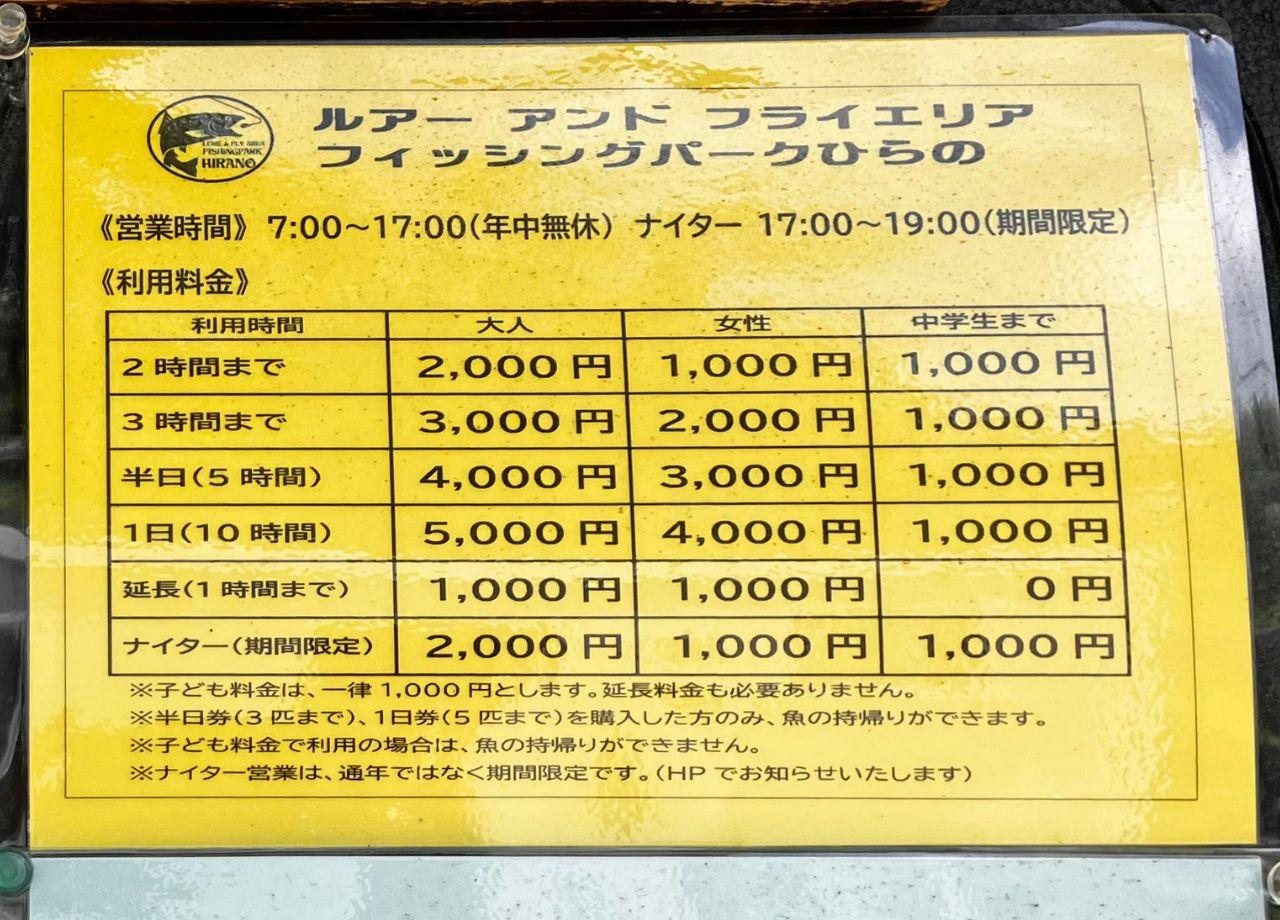 LURE & FLY AREA
FISHINGPARK
HIRANO
ルアー アンド フライエリア
フィッシングパークひらの
《営業時間》 7:00～17:00(年中無休) ナイター 17:00～19:00(期間限定)
《利用料金》
利用時間 大人 女性 中学生まで
2時間まで 2,000円 1,000円 1,000円
3時間まで 3,000円 2,000円 1,000円
半日(5時間) 4,000円 3,000円 1,000円
1日(10時間) 5,000円 4,000円 1,000円
延長(1時間まで) 1,000円 1,000円 0円
ナイター(期間限定) 2,000円 1,000円 1,000円
※子ども料金は、一律1,000円とします。延長料金も必要ありません。
※半日券(3匹まで)、1日券(5匹まで)を購入した方のみ、魚の持帰りができます。
※子ども料金で利用の場合は、魚の持帰りができません。
※ナイター営業は、通年ではなく期間限定です。(HPでお知らせいたします)